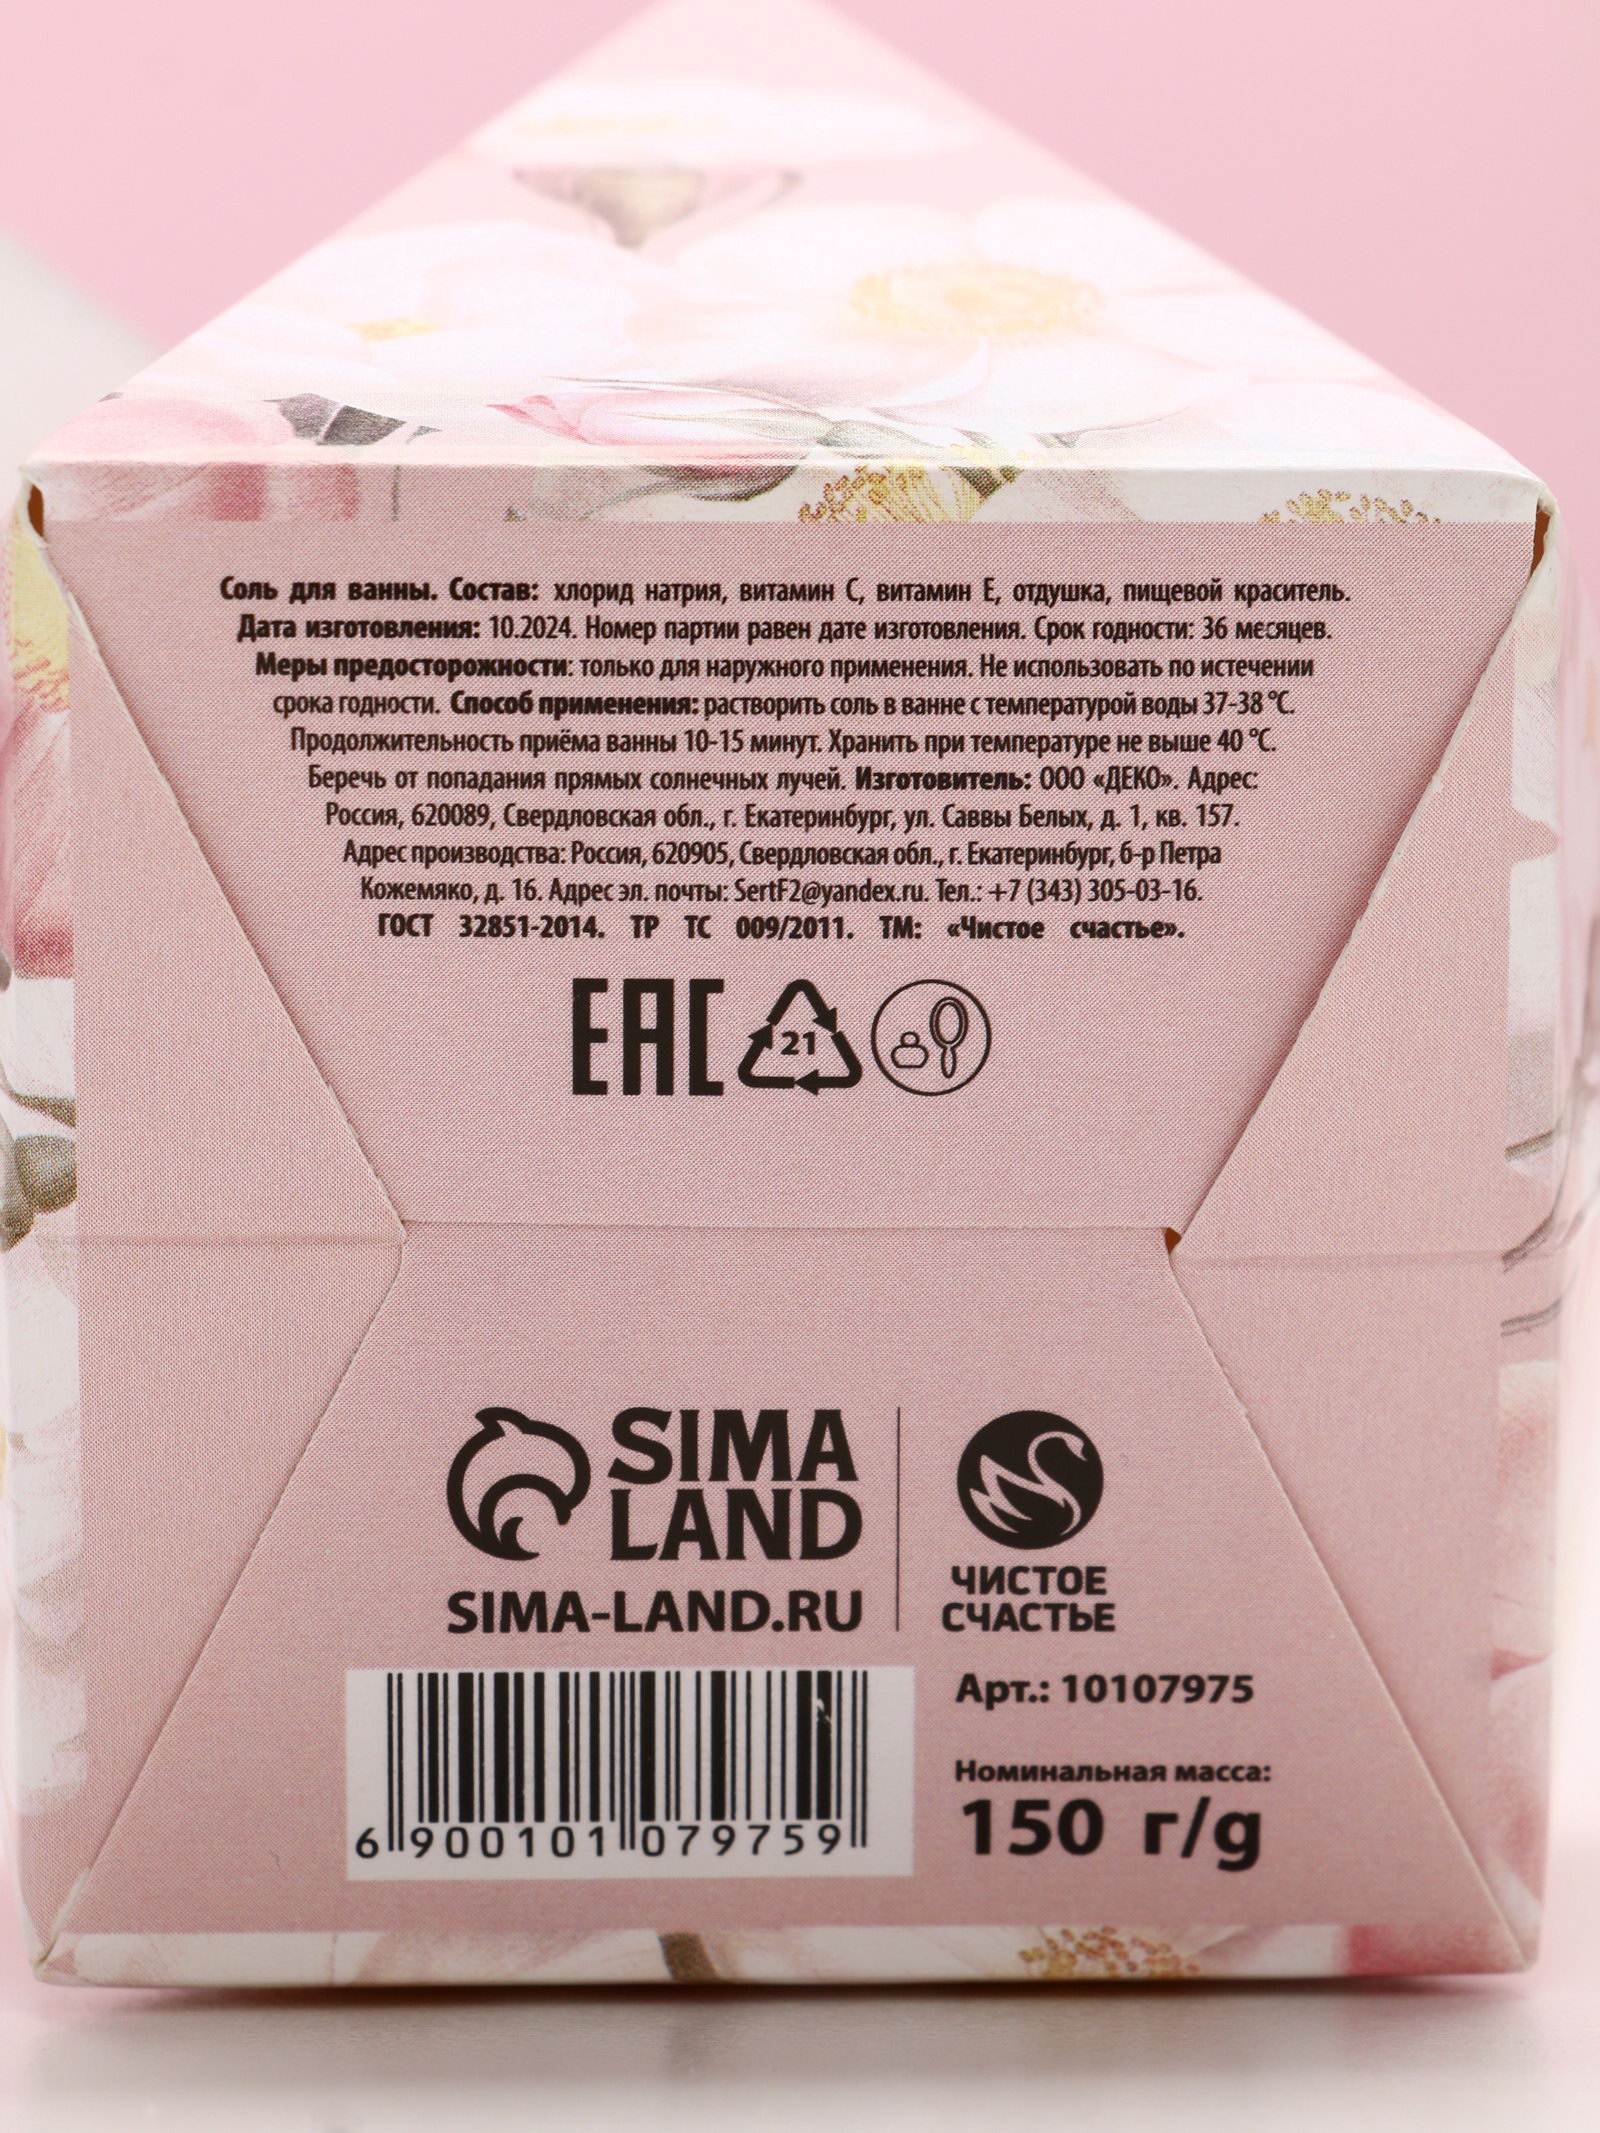 Соль для ванны. Состав: хлорид натрия, витамин С, витамин Е, отдушка, пищевой краситель.
Дата изготовления: 10.2024. Номер партии равен дате изготовления. Срок годности: 36 месяцев.
Меры предосторожности: только для наружного применения. Не использовать по истечении
срока годности. Способ применения: растворить соль в ванне с температурой воды 37-38 °С.
Продолжительность приёма ванны 10-15 минут. Хранить при температуре не выше 40 °С.
Беречь от попадания прямых солнечных лучей. Изготовитель: ООО «ДЕКО». Адрес:
Россия, 620089, Свердловская обл., г. Екатеринбург, ул. Саввы Белых, д. 1, кв. 157.
Адрес производства: Россия, 620905, Свердловская обл., г. Екатеринбург, б-р Петра
Кожемяко, д. 16. Адрес эл. почты: SertF2@yandex.ru. Тел.: +7 (343) 305-03-16.
ГОСТ 32851-2014. ТР ТС 009/2011. ТМ: «Чистое счастье».
EAC 21
SIMA
LAND
SIMA-LAND.RU
ЧИСТОЕ
СЧАСТЬЕ
Арт.: 10107975
Номинальная масса:
150 г/g
6 900101 079759